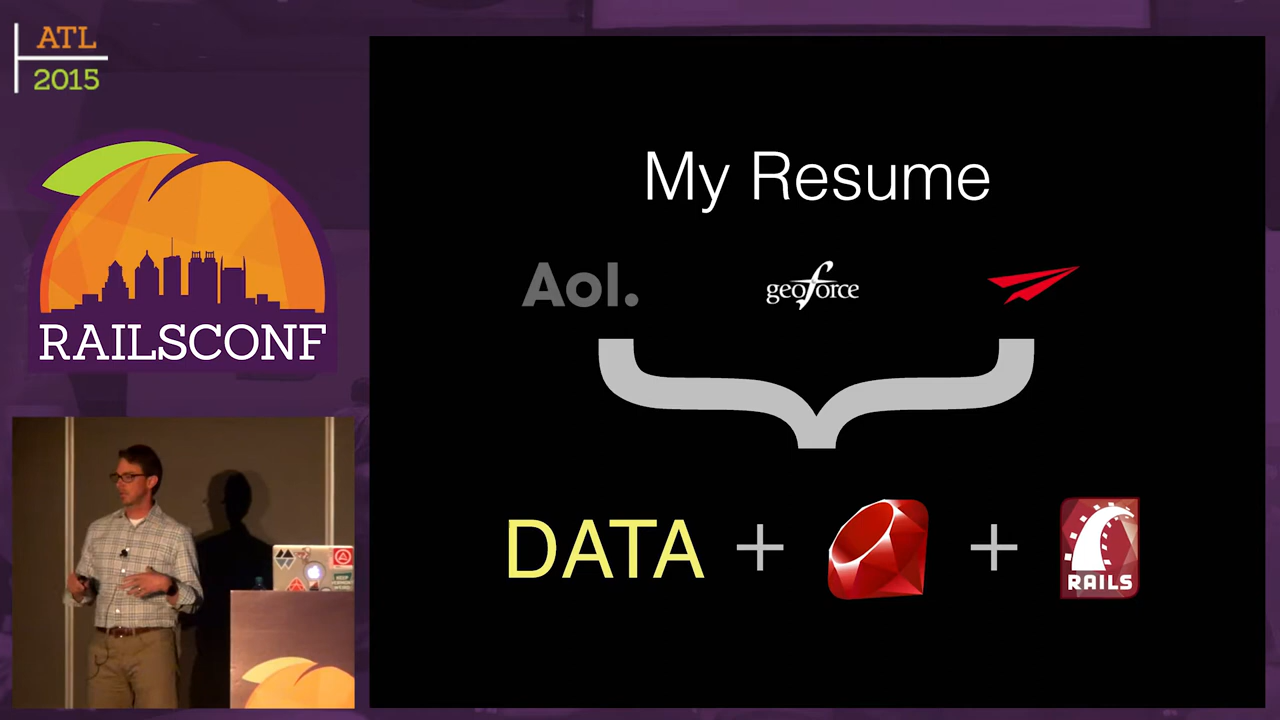 ATL
2015
RAILSCONF
My Resume
Aol.
geoforce
DATA + +
RAILS